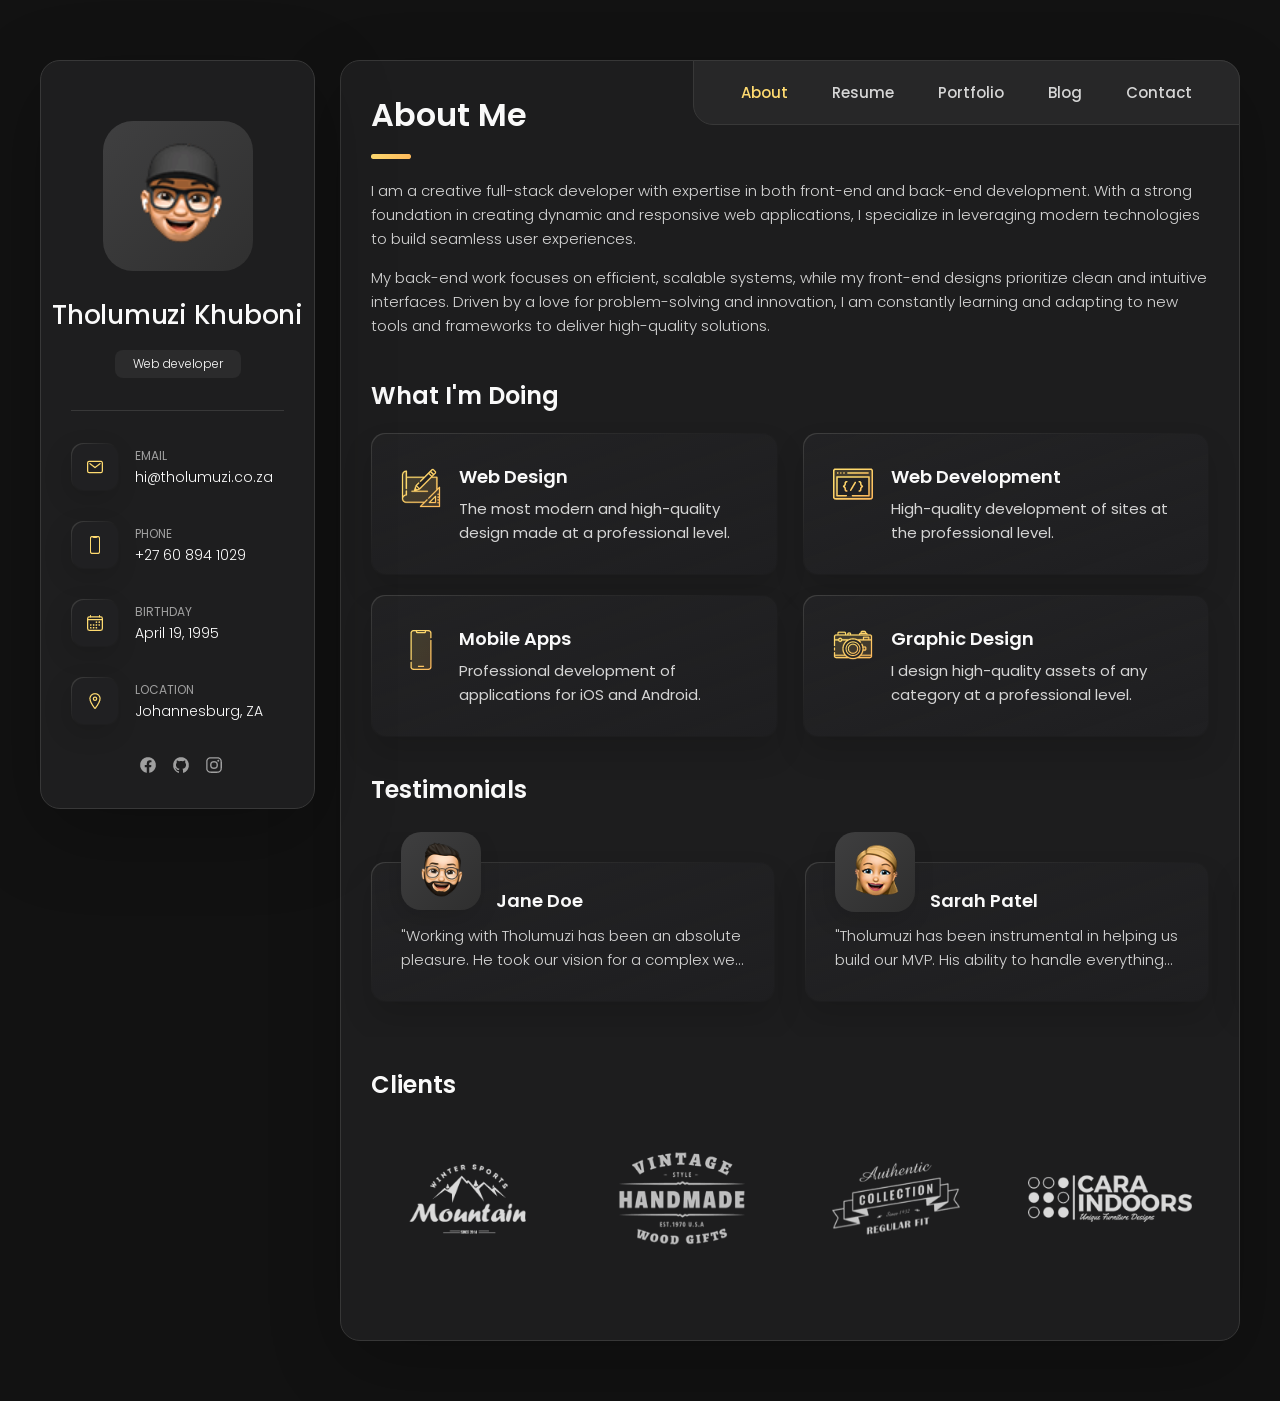 Tholumuzi Khuboni
Web developer
EMAIL
hi@tholumuzi.co.za
PHONE
+27 60 894 1029
BIRTHDAY
April 19, 1995
LOCATION
Johannesburg, ZA
About Resume Portfolio Blog Contact
About Me
I am a creative full-stack developer with expertise in both front-end and back-end development. With a strong
foundation in creating dynamic and responsive web applications, I specialize in leveraging modern technologies
to build seamless user experiences.
My back-end work focuses on efficient, scalable systems, while my front-end designs prioritize clean and intuitive
interfaces. Driven by a love for problem-solving and innovation, I am constantly learning and adapting to new
tools and frameworks to deliver high-quality solutions.
What I'm Doing
Web Design
The most modern and high-quality
design made at a professional level.
Web Development
High-quality development of sites at
the professional level.
Mobile Apps
Professional development of
applications for iOS and Android.
Graphic Design
I design high-quality assets of any
category at a professional level.
Testimonials
Jane Doe
"Working with Tholumuzi has been an absolute
pleasure. He took our vision for a complex we...
Sarah Patel
"Tholumuzi has been instrumental in helping us
build our MVP. His ability to handle everything...
Clients
WINTER SPORTS
Mountain
VINTAGE
- STYLE -
HANDMADE
EST.1970 U.S.A
WOOD GIFTS
Authentic
COLLECTION
REGULAR FIT
CARA
INDOORS
Unique Furniture Designs